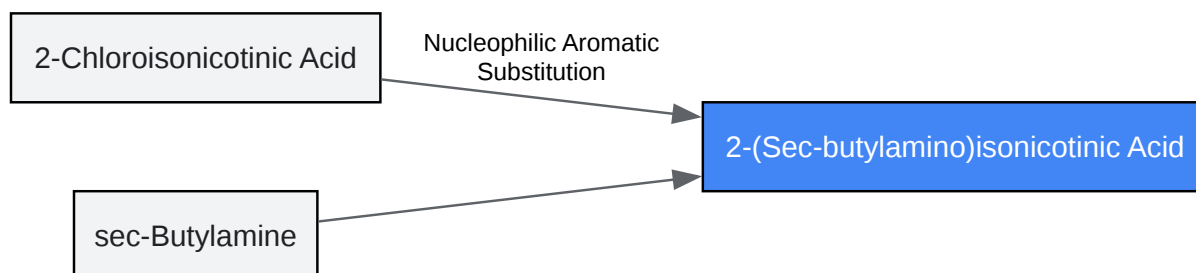 2-Chloroisonicotinic Acid
Nucleophilic Aromatic
Substitution
2-(Sec-butylamino)isonicotinic Acid
sec-Butylamine